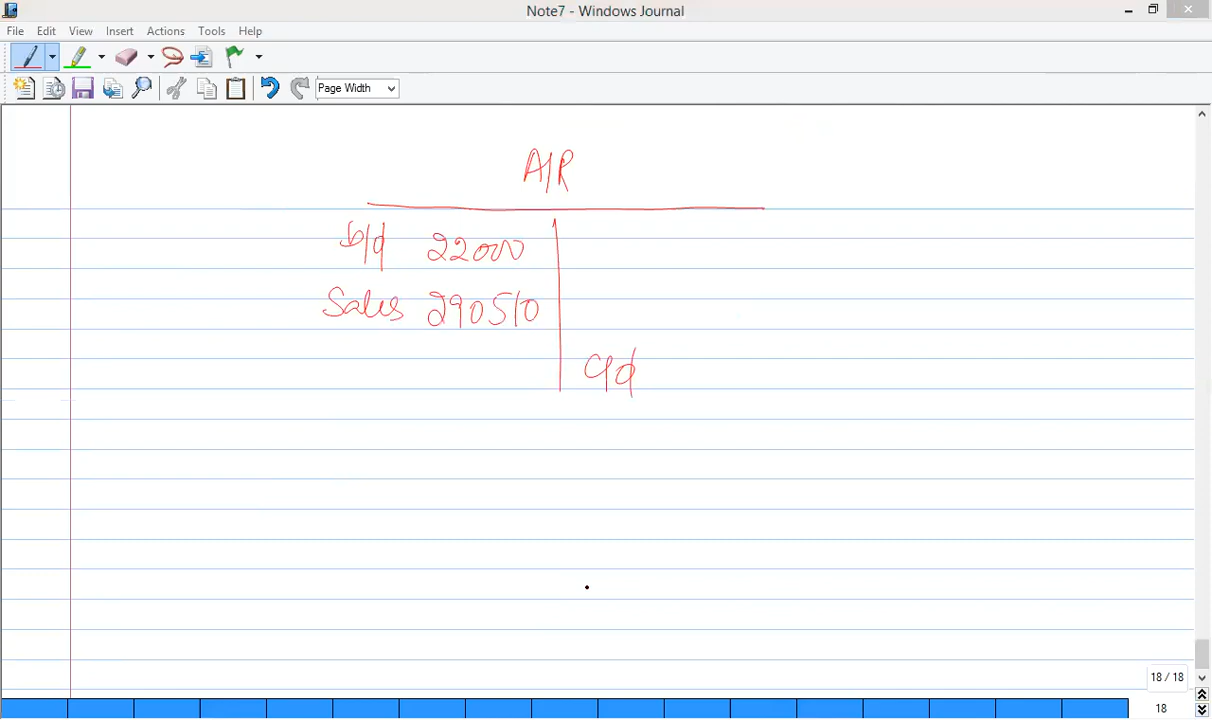 Note7 - Windows Journal
File Edit View Insert Actions Tools Help
Page Width
A/R
b/d 22000
Sales 290510
c/d
18 / 18
18